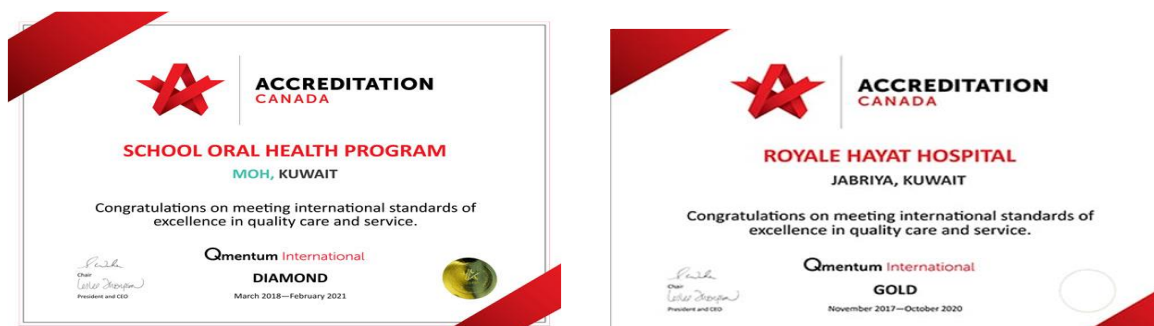 ACCREDITATION
CANADA
SCHOOL ORAL HEALTH PROGRAM
MOH, KUWAIT
Congratulations on meeting international standards of
excellence in quality care and service.
Qmentum International
DIAMOND
March 2018—February 2021
Chair
President and CEO
ACCREDITATION
CANADA
ROYALE HAYAT HOSPITAL
JABRIYA, KUWAIT
Congratulations on meeting international standards of
excellence in quality care and service.
Qmentum International
GOLD
November 2017—October 2020
Chair
President and CEO